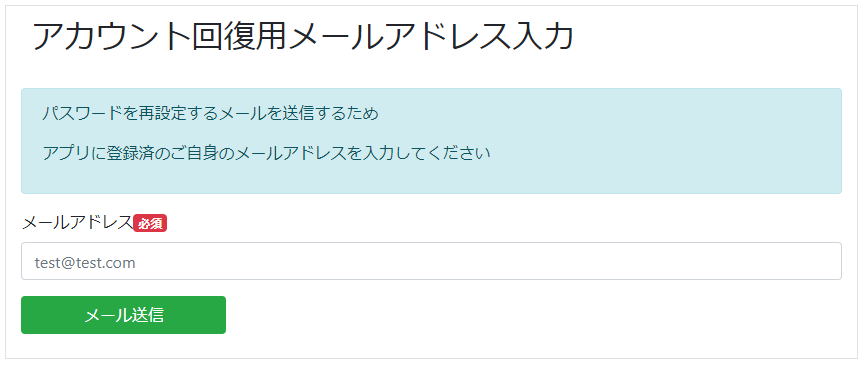 アカウント回復用メールアドレス入力
パスワードを再設定するメールを送信するため
アプリに登録済のご自身のメールアドレスを入力してください
メールアドレス必須
test@test.com
メール送信